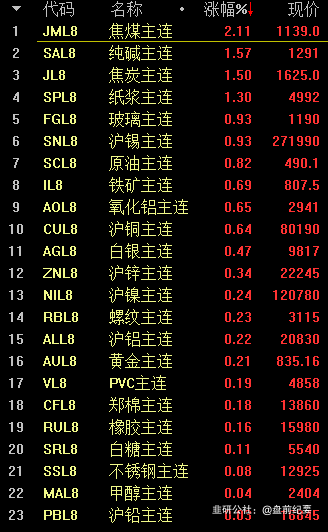 代码 名称 涨幅%↓ 现价
1 JML8 焦煤主连 2.11 1139.0
2 SAL8 纯碱主连 1.57 1291
3 JL8 焦炭主连 1.50 1625.0
4 SPL8 纸浆主连 1.30 4992
5 FGL8 玻璃主连 0.93 1190
6 SNL8 沪锡主连 0.93 271990
7 SCL8 原油主连 0.82 490.1
8 IL8 铁矿主连 0.69 807.5
9 AOL8 氧化铝主连 0.65 2941
10 CUL8 沪铜主连 0.64 80190
11 AGL8 白银主连 0.47 9817
12 ZNL8 沪锌主连 0.34 22245
13 NIL8 沪镍主连 0.24 120780
14 RBL8 螺纹主连 0.23 3115
15 ALL8 沪铝主连 0.22 20830
16 AUL8 黄金主连 0.21 835.16
17 VL8 PVC主连 0.19 4858
18 CFL8 郑棉主连 0.18 13860
19 RUL8 橡胶主连 0.16 15980
20 SRL8 白糖主连 0.11 5540
21 SSL8 不锈钢主连 0.08 12925
22 MAL8 甲醇主连 0.04 2404
23 PBL8 沪铅主连 0.03 16845
韭研公社：@盘前纪要